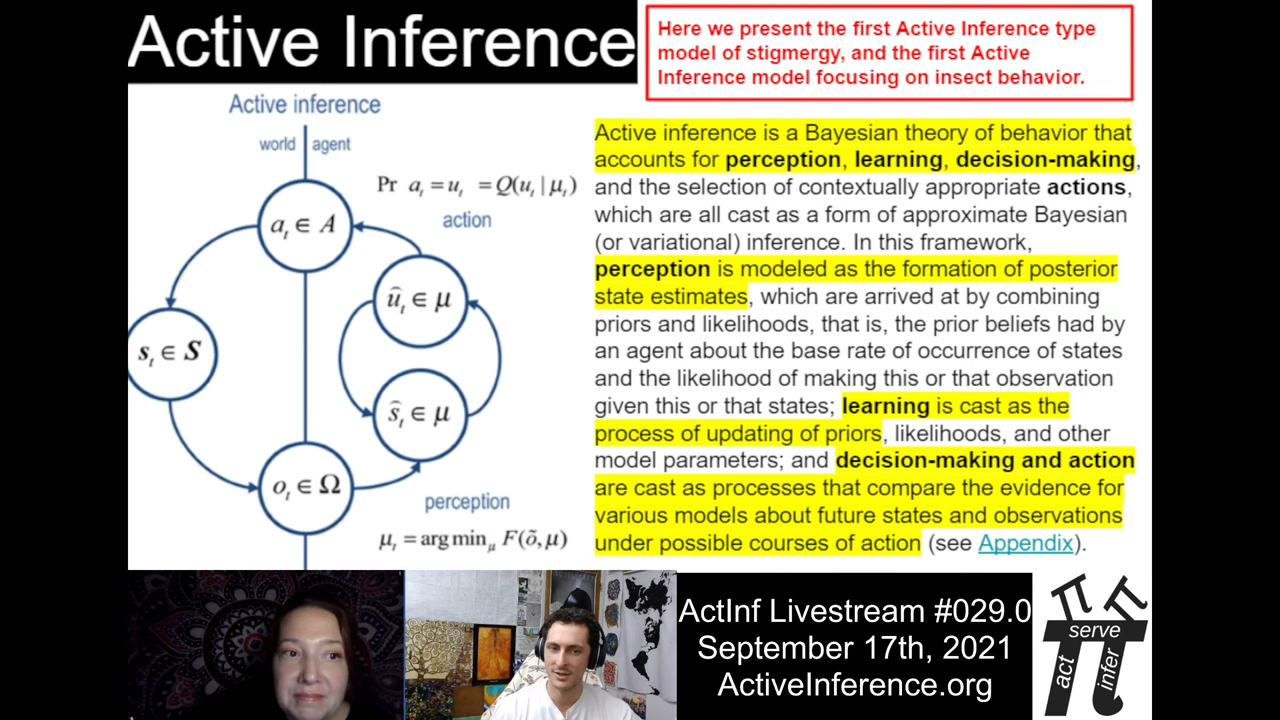 Active Inference
Here we present the first Active Inference type
model of stigmergy, and the first Active
Inference model focusing on insect behavior.
Active inference
world agent
Pr a_t = u_t = Q(u_t | μ_t)
action
a_t ∈ A
û_t ∈ μ
s_t ∈ S
ŝ_t ∈ μ
o_t ∈ Ω
perception
μ_t = arg min_μ F(õ, μ)
Active inference is a Bayesian theory of behavior that
accounts for perception, learning, decision-making,
and the selection of contextually appropriate actions,
which are all cast as a form of approximate Bayesian
(or variational) inference. In this framework,
perception is modeled as the formation of posterior
state estimates, which are arrived at by combining
priors and likelihoods, that is, the prior beliefs had by
an agent about the base rate of occurrence of states
and the likelihood of making this or that observation
given this or that states; learning is cast as the
process of updating of priors, likelihoods, and other
model parameters; and decision-making and action
are cast as processes that compare the evidence for
various models about future states and observations
under possible courses of action (see Appendix).
ActInf Livestream #029.0
September 17th, 2021
ActiveInference.org
serve
act
infer